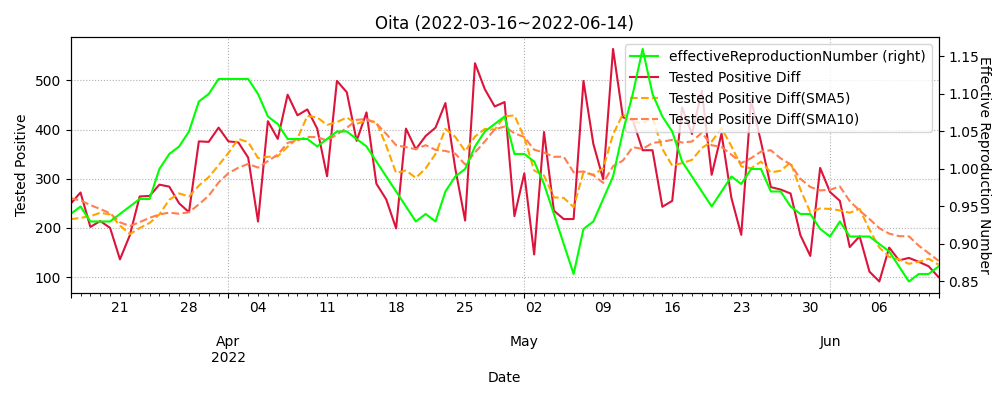 Oita (2022-03-16~2022-06-14)
effectiveReproductionNumber (right)
Tested Positive Diff
Tested Positive Diff(SMA5)
Tested Positive Diff(SMA10)
Tested Positive
500
400
300
200
100
1.15
1.10
1.05
1.00
0.95
0.90
0.85
Effective Reproduction Number
21 28 04 11 18 25 02 09 16 23 30 06
Apr May Jun
2022
Date